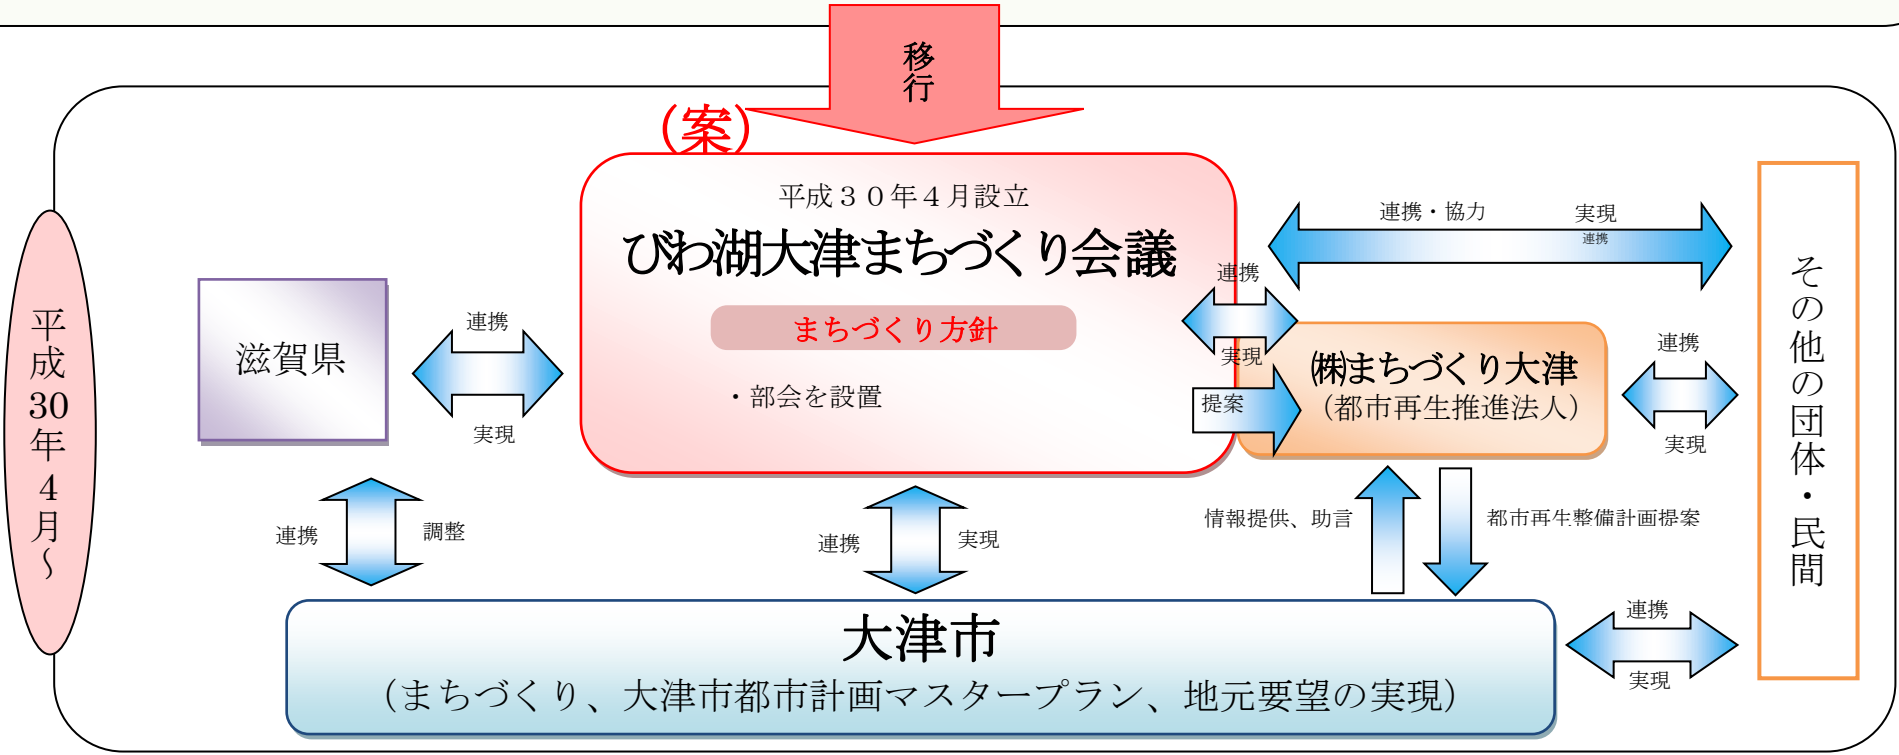 移行
(案)
平成３０年４月設立
びわ湖大津まちづくり会議
まちづくり方針
・部会を設置
平成30年4月～
滋賀県
連携
実現
連携・協力
実現
連携
連携
実現
提案
㈱まちづくり大津
（都市再生推進法人）
連携
実現
その他の団体・民間
連携
調整
連携
実現
情報提供、助言
都市再生整備計画提案
大津市
（まちづくり、大津市都市計画マスタープラン、地元要望の実現）
連携
実現